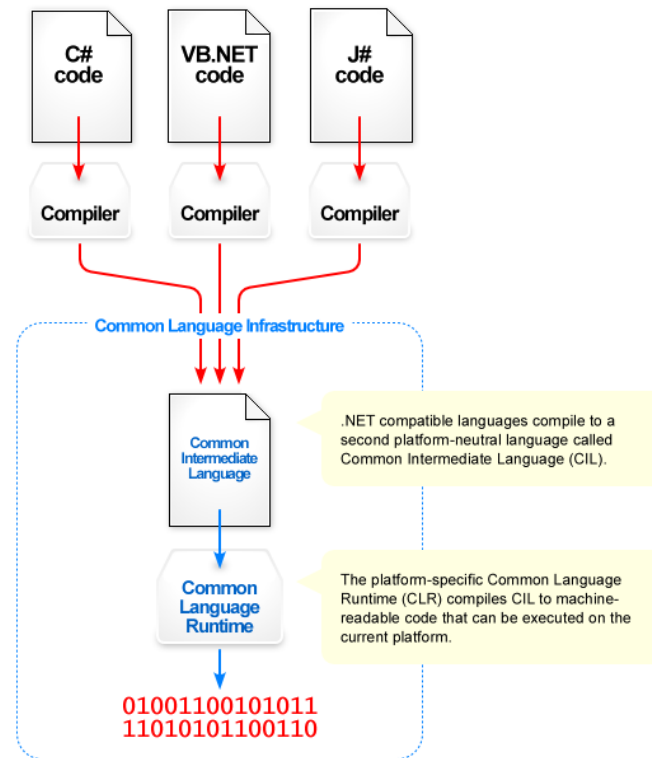 C#
code
VB.NET
code
J#
code
Compiler
Compiler
Compiler
Common Language Infrastructure
Common
Intermediate
Language
.NET compatible languages compile to a
second platform-neutral language called
Common Intermediate Language (CIL).
Common
Language
Runtime
The platform-specific Common Language
Runtime (CLR) compiles CIL to machine-
readable code that can be executed on the
current platform.
01001100101011
11010101100110